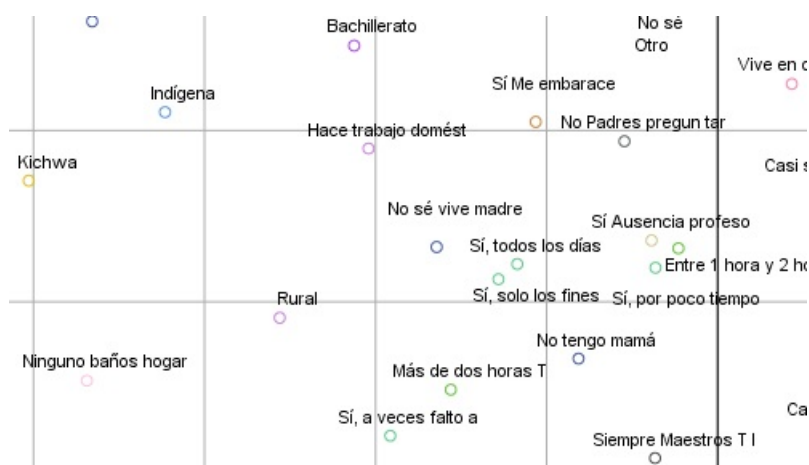 No sé
Bachillerato
Otro
Vive en
Sí Me embarace
Indígena
No Padres pregun tar
Hace trabajo domést
Kichwa
Casi
No sé vive madre
Sí Ausencia profeso
Sí, todos los días
Entre 1 hora y 2
Rural
Sí, solo los fines
Sí, por poco tiempo
No tengo mamá
Ninguno baños hogar
Más de dos horas T
Sí, a veces falto a
Siempre Maestros T I